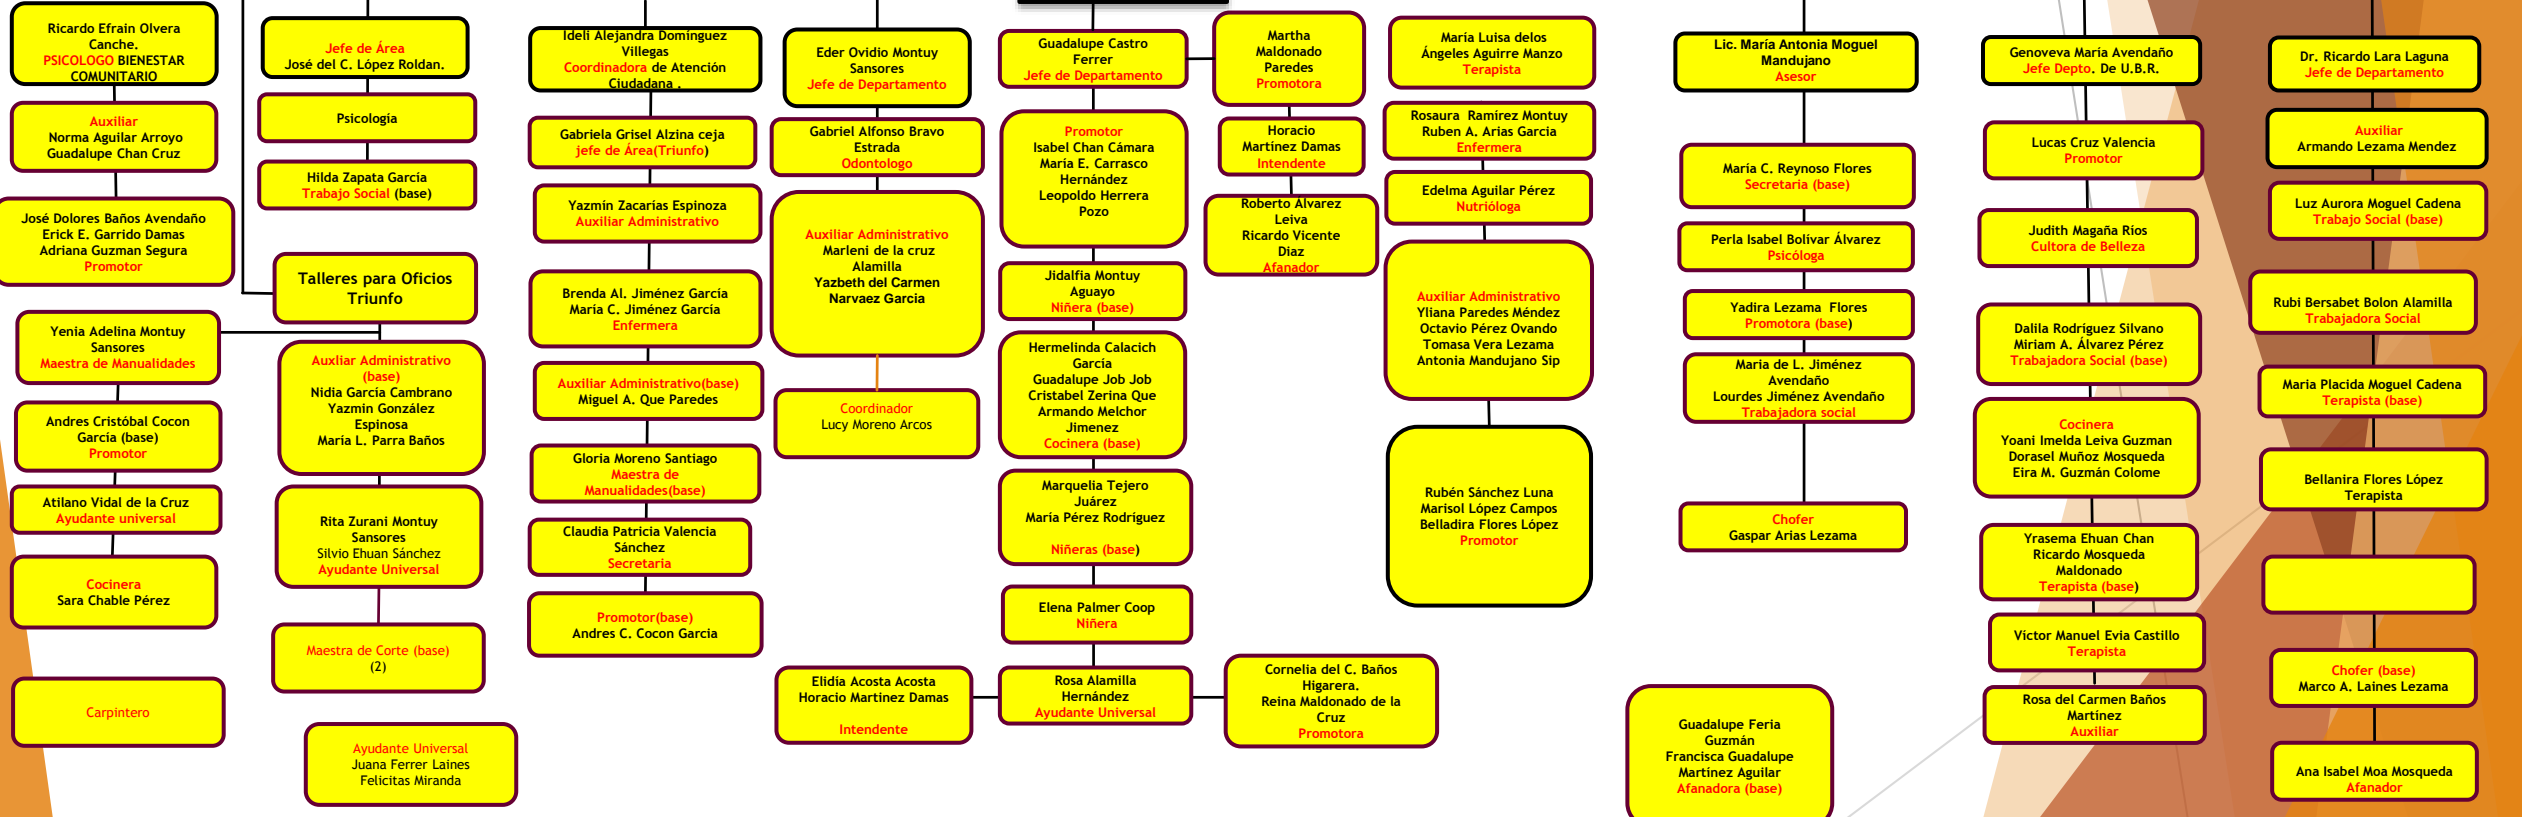 Ricardo Efrain Olvera
Canche.
PSICOLOGO BIENESTAR
COMUNITARIO
Auxiliar
Norma Aguilar Arroyo
Guadalupe Chan Cruz
José Dolores Baños Avendaño
Erick E. Garrido Damas
Adriana Guzman Segura
Promotor
Yenia Adelina Montuy
Sansores
Maestra de Manualidades
Andres Cristóbal Cocon
García (base)
Promotor
Atilano Vidal de la Cruz
Ayudante universal
Cocinera
Sara Chable Pérez
Carpintero
Jefe de Área
José del C. López Roldan.
Psicología
Hilda Zapata García
Trabajo Social (base)
Talleres para Oficios
Triunfo
Auxliar Administrativo
(base)
Nidia García Cambrano
Yazmin González
Espinosa
María L. Parra Baños
Rita Zurani Montuy
Sansores
Silvio Ehuan Sánchez
Ayudante Universal
Maestra de Corte (base)
(2)
Ayudante Universal
Juana Ferrer Laines
Felicitas Miranda
Ideli Alejandra Domínguez
Villegas
Coordinadora de Atención
Ciudadana .
Gabriela Grisel Alzina ceja
jefe de Área(Triunfo)
Yazmín Zacarías Espinoza
Auxiliar Administrativo
Brenda Al. Jiménez García
María C. Jiménez García
Enfermera
Auxiliar Administrativo(base)
Miguel A. Que Paredes
Gloria Moreno Santiago
Maestra de
Manualidades(base)
Claudia Patricia Valencia
Sánchez
Secretaria
Promotor(base)
Andres C. Cocon Garcia
Eder Ovidio Montuy
Sansores
Jefe de Departamento
Gabriel Alfonso Bravo
Estrada
Odontologo
Auxiliar Administrativo
Marleni de la cruz
Alamilla
Yazbeth del Carmen
Narvaez Garcia
Coordinador
Lucy Moreno Arcos
Elidía Acosta Acosta
Horacio Martinez Damas
Intendente
Guadalupe Castro
Ferrer
Jefe de Departamento
Promotor
Isabel Chan Cámara
María E. Carrasco
Hernández
Leopoldo Herrera
Pozo
Jidalfia Montuy
Aguayo
Niñera (base)
Hermelinda Calacich
García
Guadalupe Job Job
Cristabel Zerina Que
Armando Melchor
Jimenez
Cocinera (base)
Marquelia Tejero
Juárez
María Pérez Rodríguez
Niñeras (base)
Elena Palmer Coop
Niñera
Rosa Alamilla
Hernández
Ayudante Universal
Martha
Maldonado
Paredes
Promotora
Horacio
Martínez Damas
Intendente
Roberto Álvarez
Leiva
Ricardo Vicente
Diaz
Afanador
Cornelia del C. Baños
Higarera.
Reina Maldonado de la
Cruz
Promotora
María Luisa delos
Ángeles Aguirre Manzo
Terapista
Rosaura Ramírez Montuy
Ruben A. Arias Garcia
Enfermera
Edelma Aguilar Pérez
Nutrióloga
Auxiliar Administrativo
Yliana Paredes Méndez
Octavio Pérez Ovando
Tomasa Vera Lezama
Antonia Mandujano Sip
Rubén Sánchez Luna
Marisol López Campos
Belladira Flores López
Promotor
Lic. María Antonia Moguel
Mandujano
Asesor
María C. Reynoso Flores
Secretaria (base)
Perla Isabel Bolívar Álvarez
Psicóloga
Yadira Lezama Flores
Promotora (base)
Maria de L. Jiménez
Avendaño
Lourdes Jiménez Avendaño
Trabajadora social
Chofer
Gaspar Arias Lezama
Guadalupe Feria
Guzmán
Francisca Guadalupe
Martínez Aguilar
Afanadora (base)
Genoveva María Avendaño
Jefe Depto. De U.B.R.
Lucas Cruz Valencia
Promotor
Judith Magaña Ríos
Cultora de Belleza
Dalila Rodríguez Silvano
Miriam A. Álvarez Pérez
Trabajadora Social (base)
Cocinera
Yoani Imelda Leiva Guzman
Dorasel Muñoz Mosqueda
Eira M. Guzmán Colome
Yrasema Ehuan Chan
Ricardo Mosqueda
Maldonado
Terapista (base)
Victor Manuel Evia Castillo
Terapista
Rosa del Carmen Baños
Martínez
Auxiliar
Dr. Ricardo Lara Laguna
Jefe de Departamento
Auxiliar
Armando Lezama Mendez
Luz Aurora Moguel Cadena
Trabajo Social (base)
Rubi Bersabet Bolon Alamilla
Trabajadora Social
Maria Placida Moguel Cadena
Terapista (base)
Bellanira Flores López
Terapista
Chofer (base)
Marco A. Laines Lezama
Ana Isabel Moa Mosqueda
Afanador